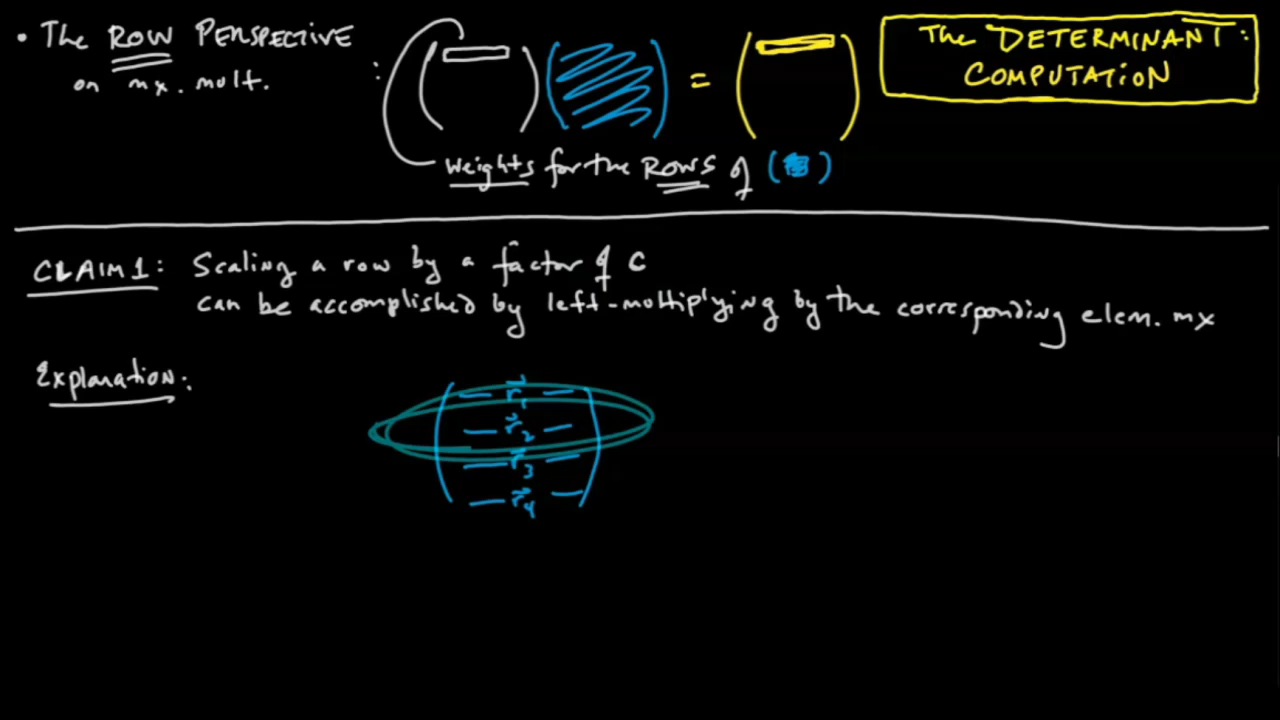 • The ROW PERSPECTIVE
on mx. mult. :
( ) ( ) = ( )
The DETERMINANT:
COMPUTATION
weights for the ROWS of ( )
CLAIM 1: Scaling a row by a factor of c
can be accomplished by left-multiplying by the corresponding elem. mx
Explanation:
( — r⃗₁ —
— r⃗₂ —
— r⃗₃ —
— r⃗₄ — )